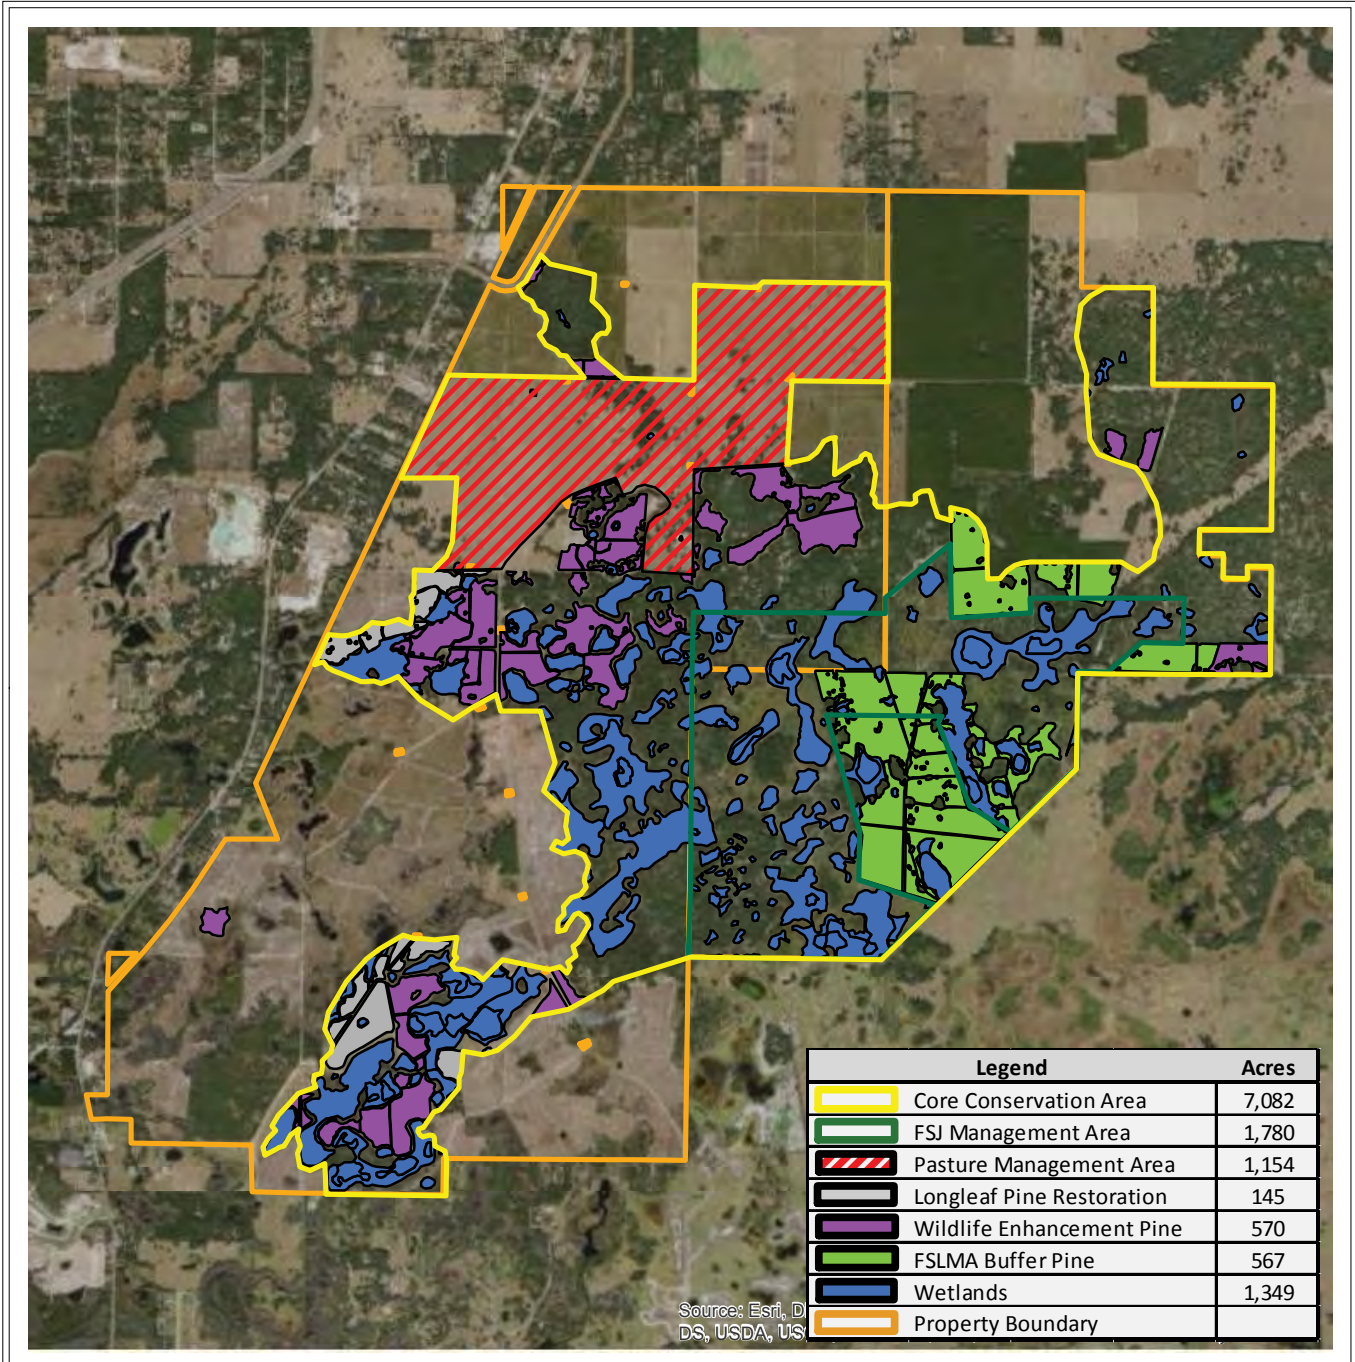 Legend Acres
Core Conservation Area 7,082
FSJ Management Area 1,780
Pasture Management Area 1,154
Longleaf Pine Restoration 145
Wildlife Enhancement Pine 570
FSLMA Buffer Pine 567
Wetlands 1,349
Property Boundary
Source: Esri, D
DS, USDA, US